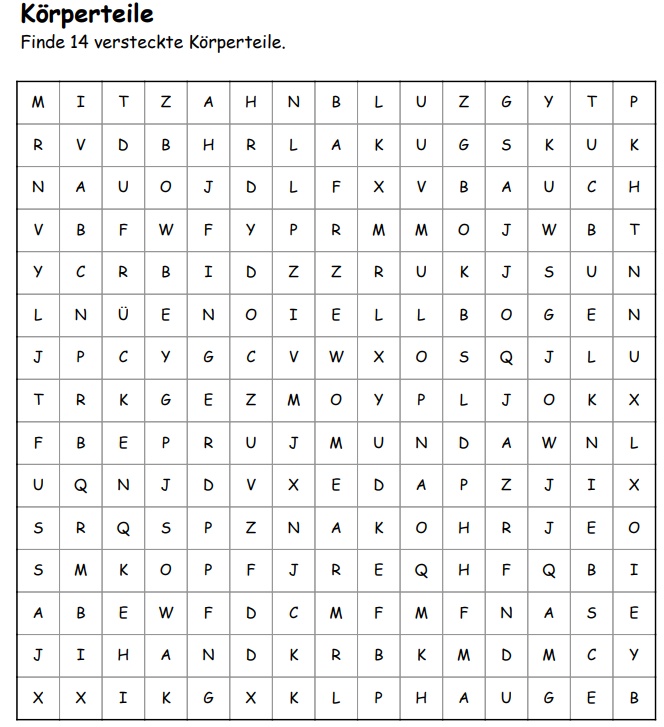 Körperteile
Finde 14 versteckte Körperteile.
M I T Z A H N B L U Z G Y T P
R V D B H R L A K U G S K U K
N A U O J D L F X V B A U C H
V B F W F Y P R M M O J W B T
Y C R B I D Z Z R U K J S U N
L N Ü E N O I E L L B O G E N
J P C Y G C V W X O S Q J L U
T R K G E Z M O Y P L J O K X
F B E P R U J M U N D A W N L
U Q N J D V X E D A P Z J I X
S R Q S P Z N A K O H R J E O
S M K O P F J R E Q H F Q B I
A B E W F D C M F M F N A S E
J I H A N D K R B K M D M C Y
X X I K G X K L P H A U G E B